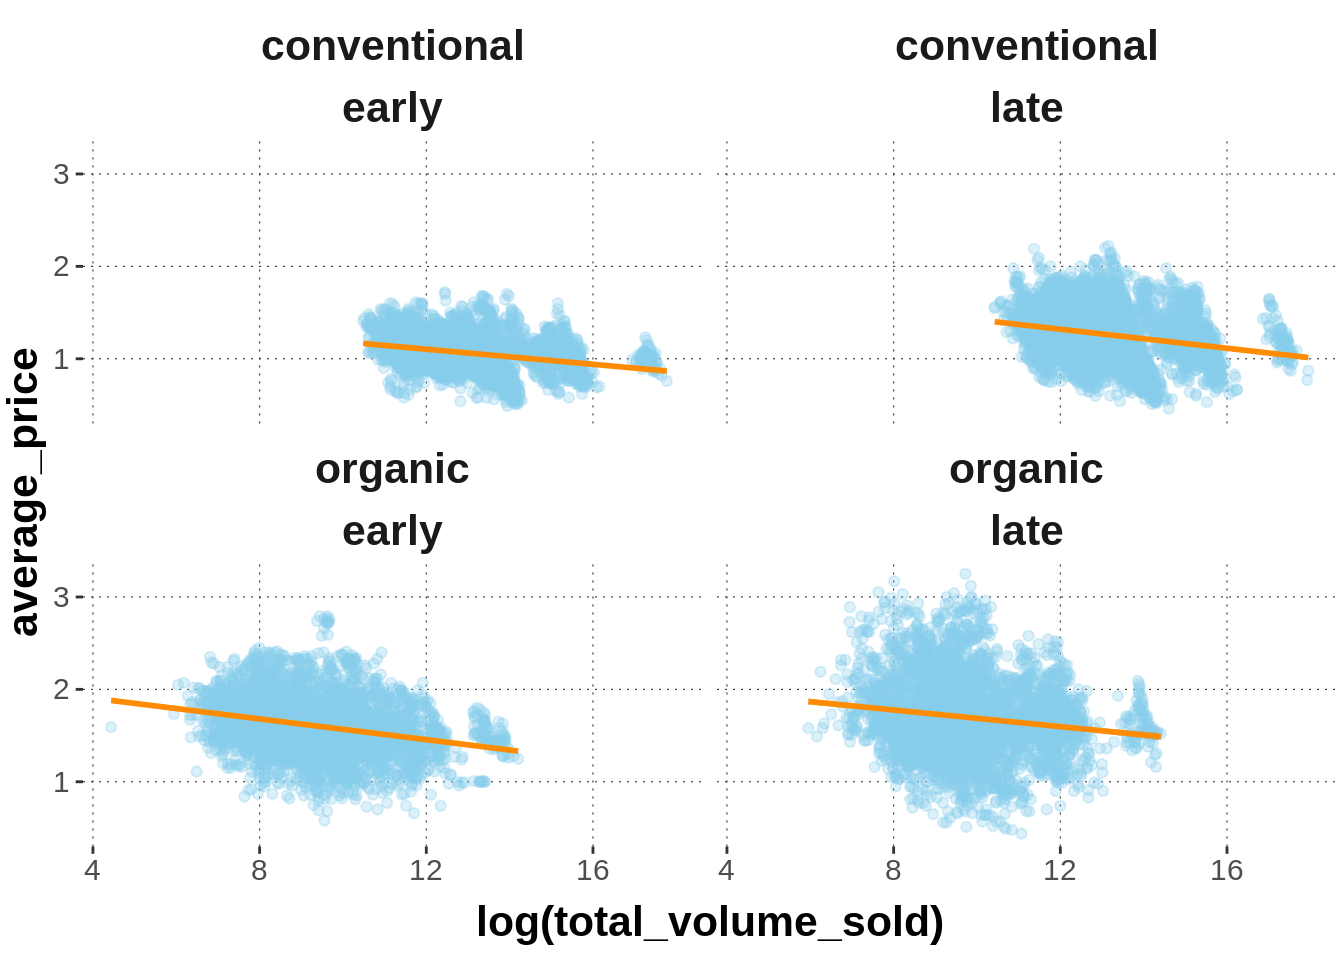 conventional
early
conventional
late
3
2
1
organic
early
organic
late
3
2
1
4 8 12 16
4 8 12 16
log(total_volume_sold)
average_price